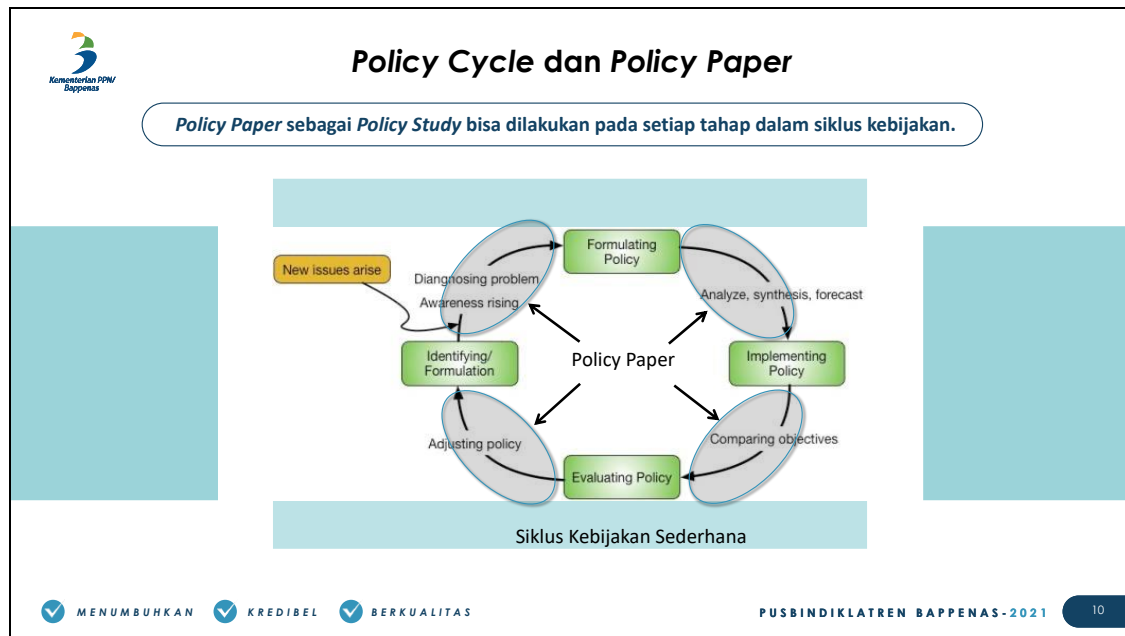 Kementerian PPN/
Bappenas
Policy Cycle dan Policy Paper
Policy Paper sebagai Policy Study bisa dilakukan pada setiap tahap dalam siklus kebijakan.
New issues arise
Diangnosing problem
Awareness rising
Formulating
Policy
Analyze, synthesis, forecast
Identifying/
Formulation
Policy Paper
Implementing
Policy
Adjusting policy
Comparing objectives
Evaluating Policy
Siklus Kebijakan Sederhana
MENUMBUHKAN KREDIBEL BERKUALITAS
PUSBINDIKLATREN BAPPENAS-2021 10